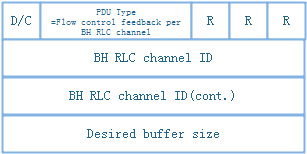 D/C
PDU Type
=Flow control feedback per
BH RLC channel
R
R
R
BH RLC channel ID
BH RLC channel ID(cont.)
Desired buffer size